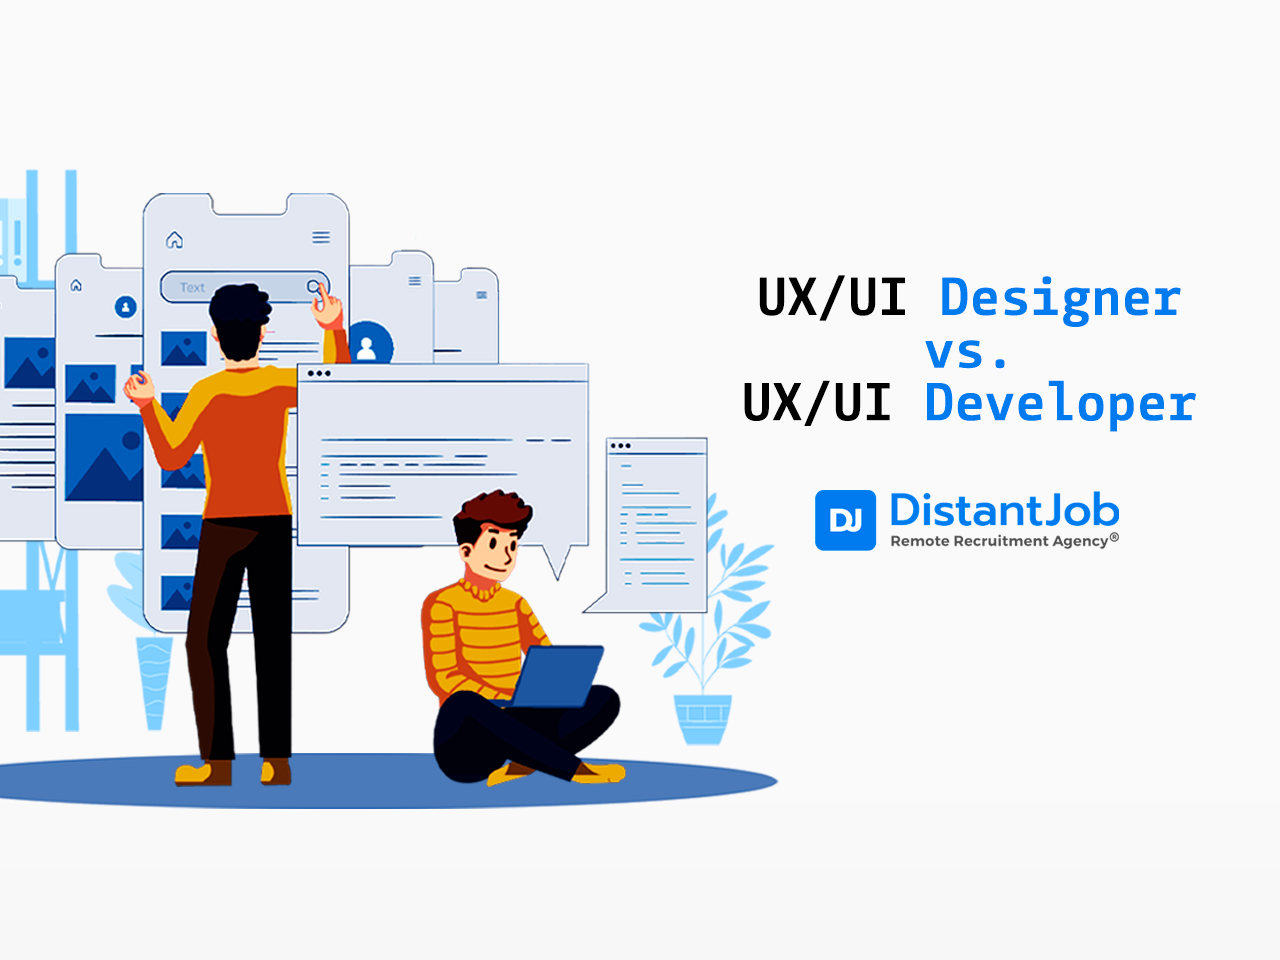 Text
UX/UI Designer
vs.
UX/UI Developer
DJ DistantJob
Remote Recruitment Agency®